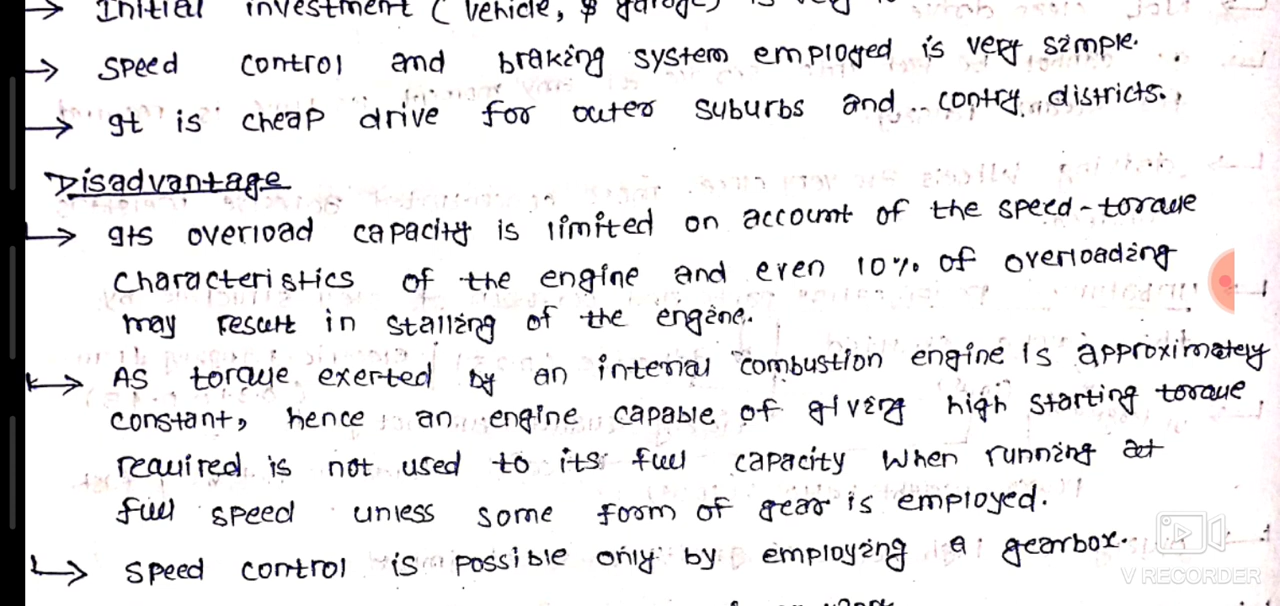 → Initial investment ( vehicle, $ garage) is very
→ speed control and braking system employed is very simple.
→ It is cheap drive for outer suburbs and contry districts.
Disadvantage
→ Its overload capacity is limited on account of the speed-torque
characteristics of the engine and even 10% of overloading
may result in stalling of the engine.
→ As torque exerted by an internal combustion engine is approximately
constant, hence an engine capable of giving high starting torque
required is not used to its full capacity when running at
full speed unless some form of gear is employed.
→ speed control is possible only by employing a gearbox.
V RECORDER